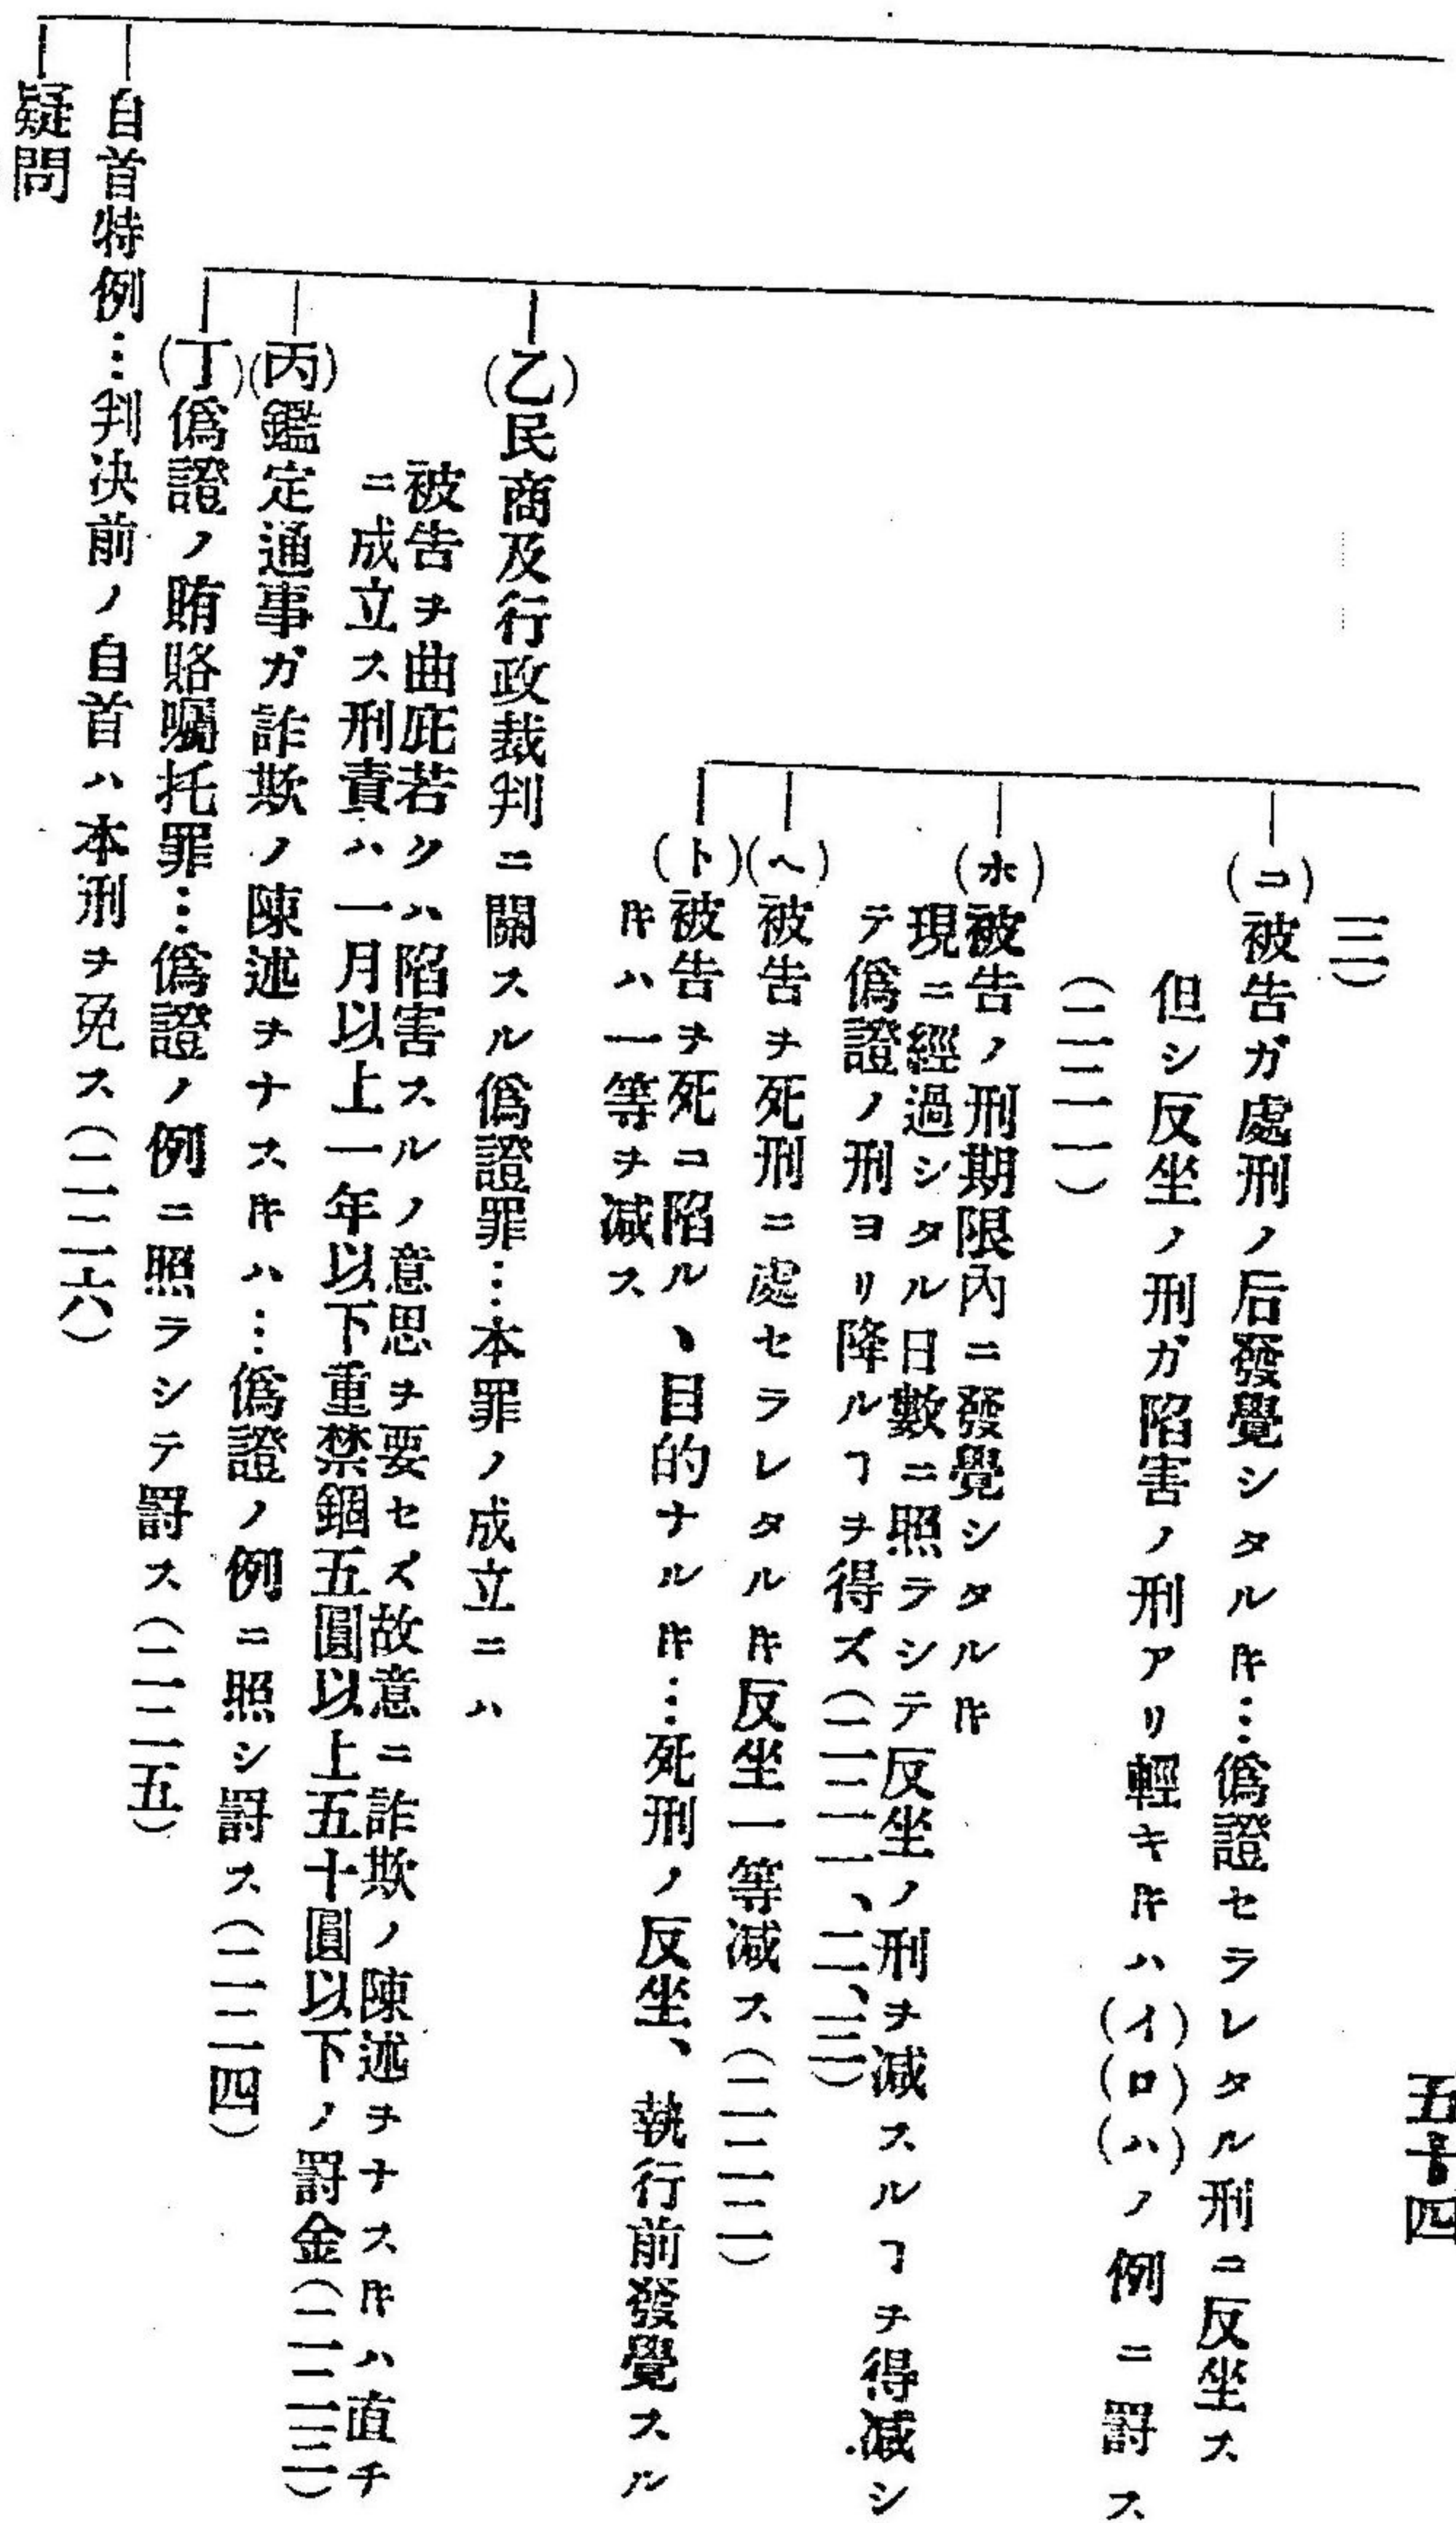 五十四
三)
(ニ)被告ガ處刑ノ后發覺シタル𪜈…僞證セラレタル刑ニ反坐ス
但シ反坐ノ刑ガ陷害ノ刑アリ輕キ𪜈ハ(イ)(ロ)(ハ)ノ例ニ罸ス
(二二一)
(ホ)被告ノ刑期限內ニ發覺シタル𪜈
現ニ經過シタル日數ニ照ラシテ反坐ノ刑ヲ減スルヿヲ得減シ
テ僞證ノ刑ヨリ降ルヿヲ得ズ(二二一、二、三)
(ヘ)被告ヲ死刑ニ處セラレタル𪜈反坐一等減ス(二二二)
(ト)被告ヲ死ニ陷ルヽ目的ナル𪜈…死刑ノ反坐、執行前發覺スル
𪜈ハ一等ヲ減ス
(乙)民商及行政裁判ニ關スル僞證罪…本罪ノ成立ニハ
被告ヲ曲庇若クハ陷害スルノ意思ヲ要セズ故意ニ詐欺ノ陳述ヲナス𪜈ハ直チ
ニ成立ス刑責ハ一月以上一年以下重禁錮五圓以上五十圓以下ノ罸金(二二三)
(丙)鑑定通事ガ詐欺ノ陳述ヲナス𪜈ハ…僞證ノ例ニ照シ罸ス(二二四)
(丁)僞證ノ賄賂囑托罪…僞證ノ例ニ照ラシテ罸ス(二二五)
自首特例…判決前ノ自首ハ本刑ヲ免ス(二二六)
疑問